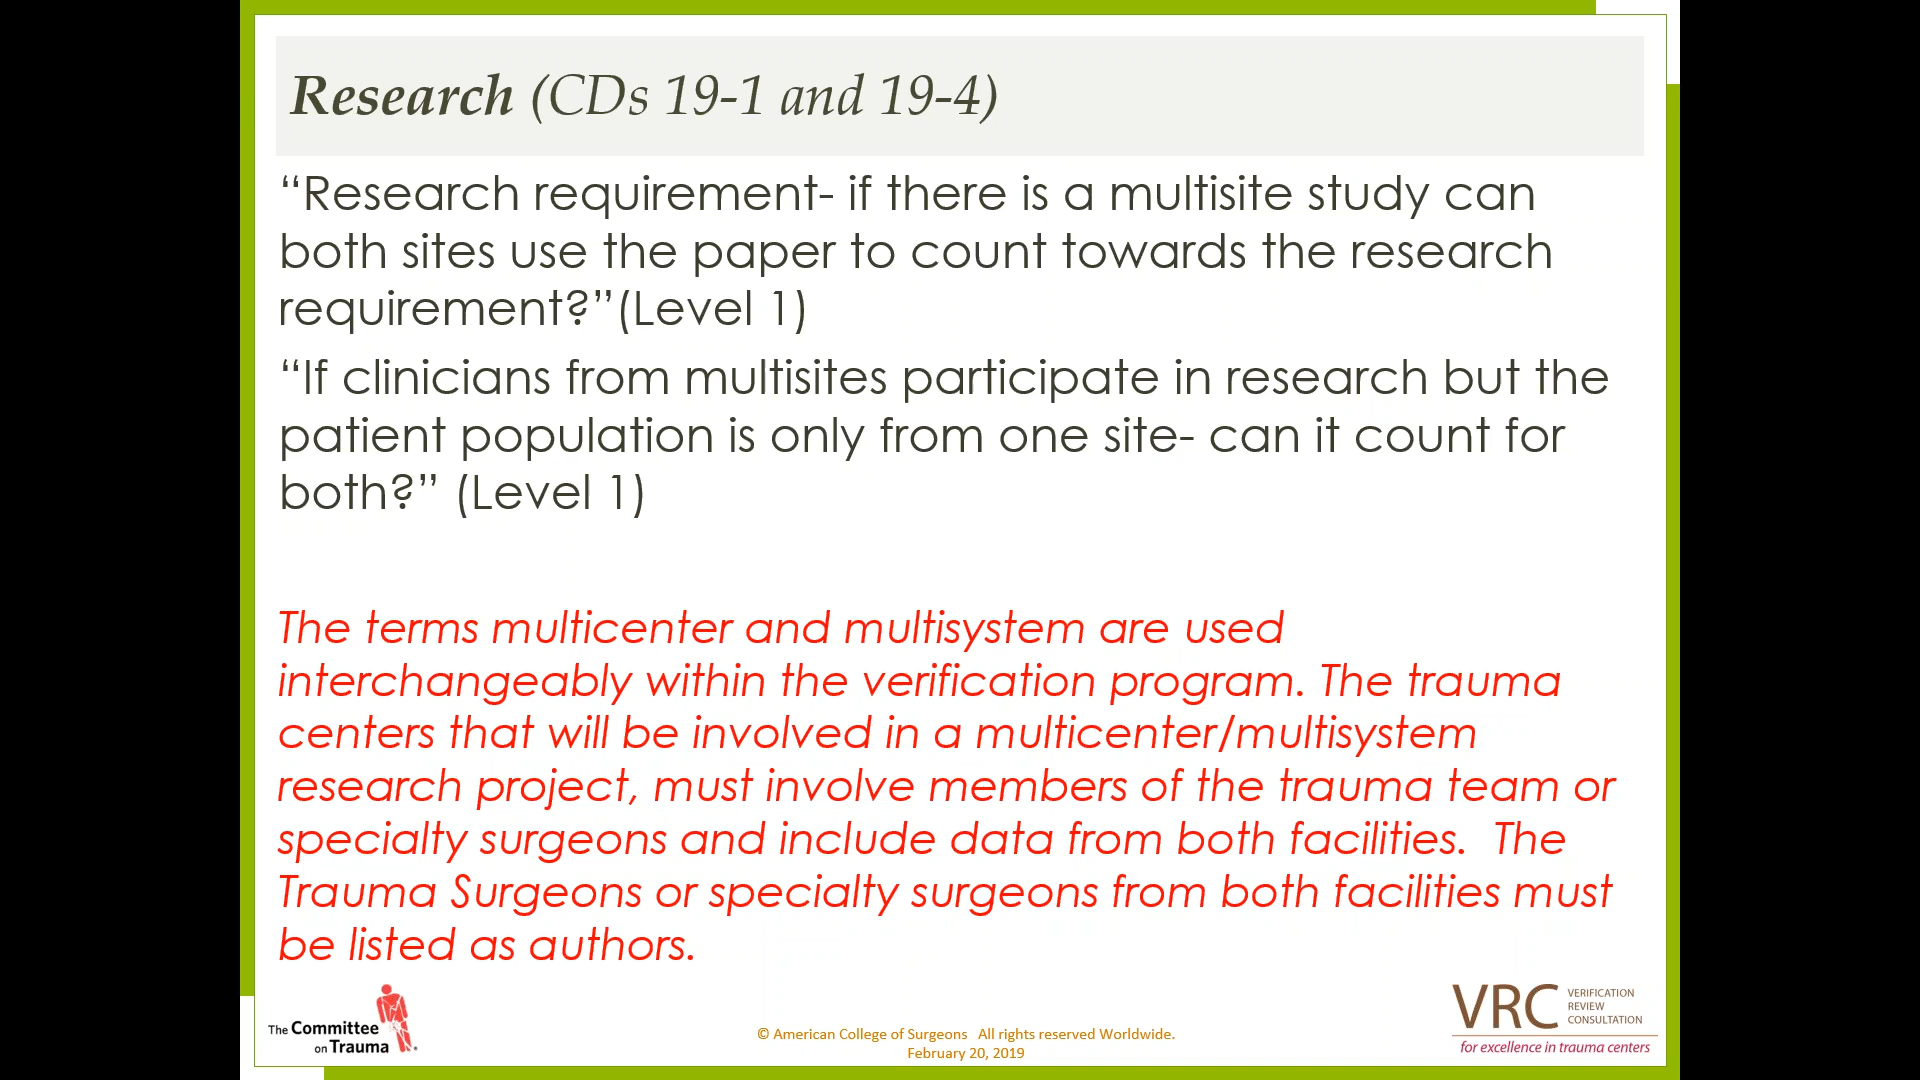 Research (CDs 19-1 and 19-4)
“Research requirement- if there is a multisite study can
both sites use the paper to count towards the research
requirement?”(Level 1)
“If clinicians from multisites participate in research but the
patient population is only from one site- can it count for
both?” (Level 1)
The terms multicenter and multisystem are used
interchangeably within the verification program. The trauma
centers that will be involved in a multicenter/multisystem
research project, must involve members of the trauma team or
specialty surgeons and include data from both facilities.  The
Trauma Surgeons or specialty surgeons from both facilities must
be listed as authors.
The Committee
on Trauma
© American College of Surgeons   All rights reserved Worldwide.
February 20, 2019
VRC
VERIFICATION
REVIEW
CONSULTATION
for excellence in trauma centers